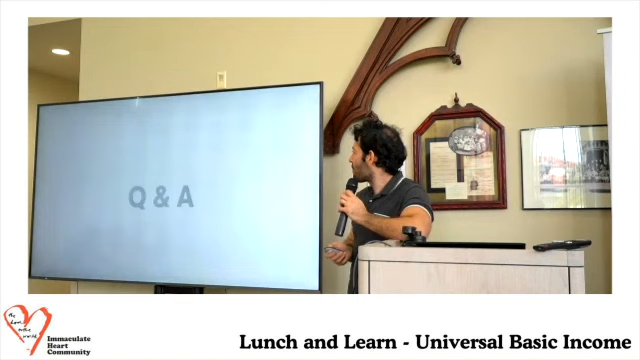 Q & A
Immaculate
Heart
Community
Lunch and Learn - Universal Basic Income